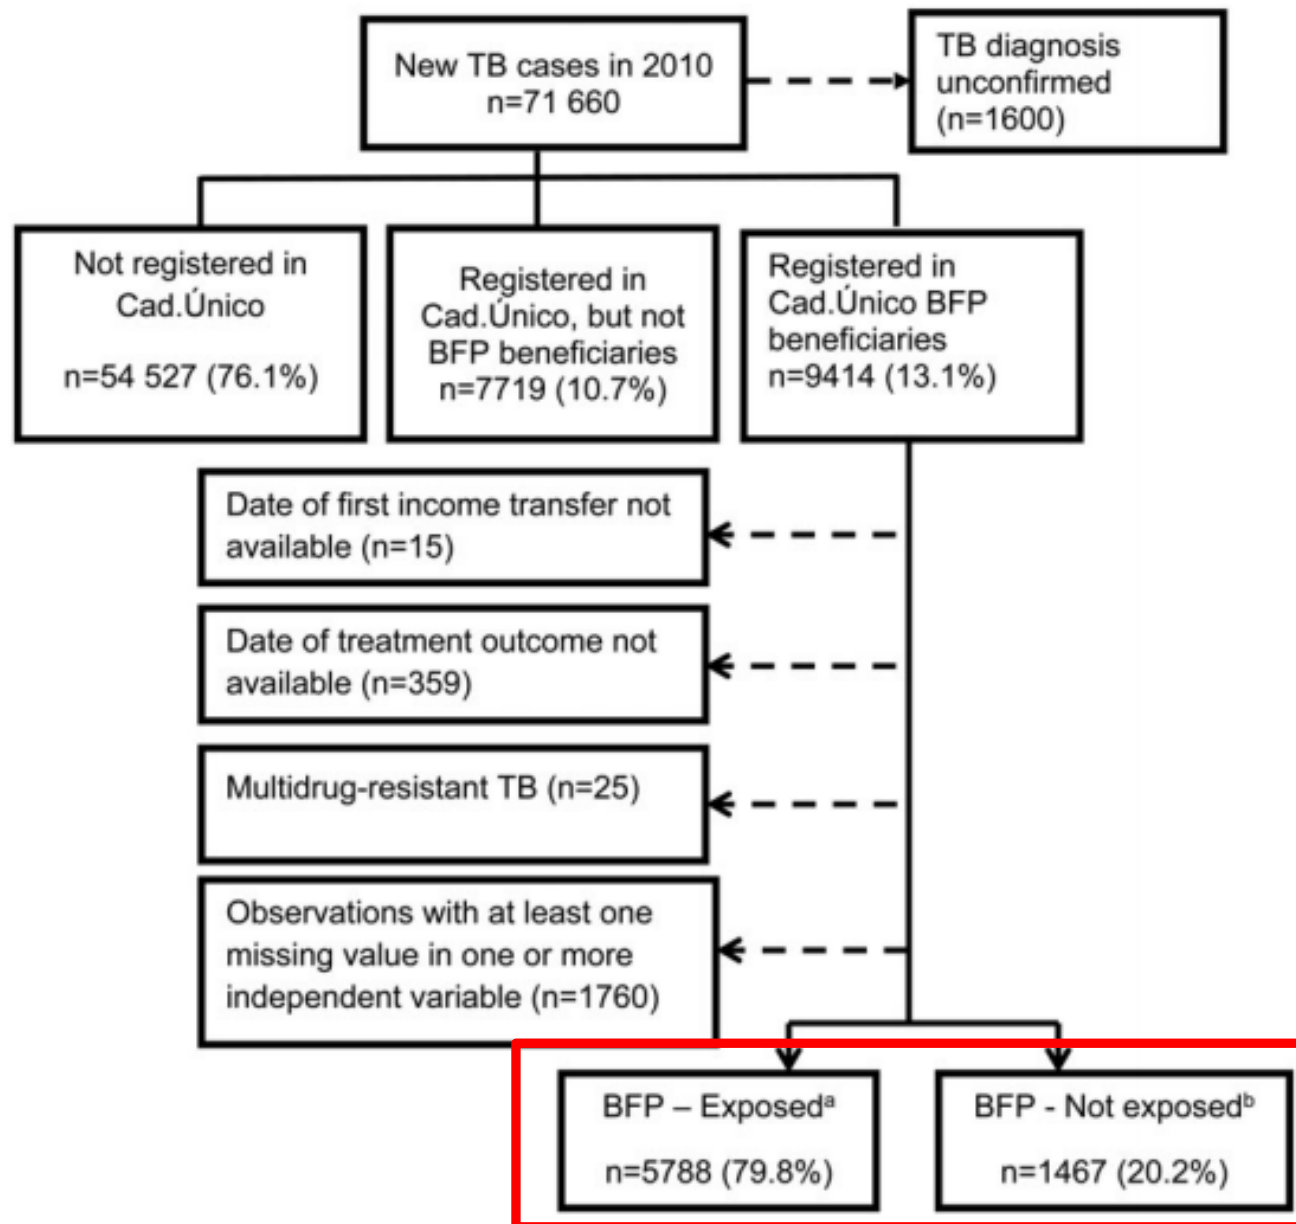 New TB cases in 2010
n=71 660
TB diagnosis
unconfirmed
(n=1600)
Not registered in
Cad.Único
n=54 527 (76.1%)
Registered in
Cad.Único, but not
BFP beneficiaries
n=7719 (10.7%)
Registered in
Cad.Único BFP
beneficiaries
n=9414 (13.1%)
Date of first income transfer not
available (n=15)
Date of treatment outcome not
available (n=359)
Multidrug-resistant TB (n=25)
Observations with at least one
missing value in one or more
independent variable (n=1760)
BFP – Exposedᵃ
n=5788 (79.8%)
BFP - Not exposedᵇ
n=1467 (20.2%)